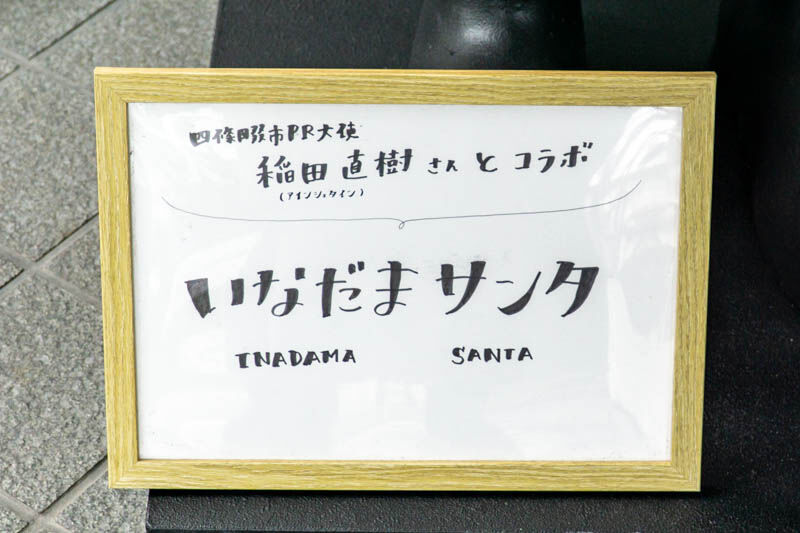 四條畷市PR大使
稲田 直樹 さん と コラボ
(アインシュタイン)
いなだま サンタ
INADAMA SANTA